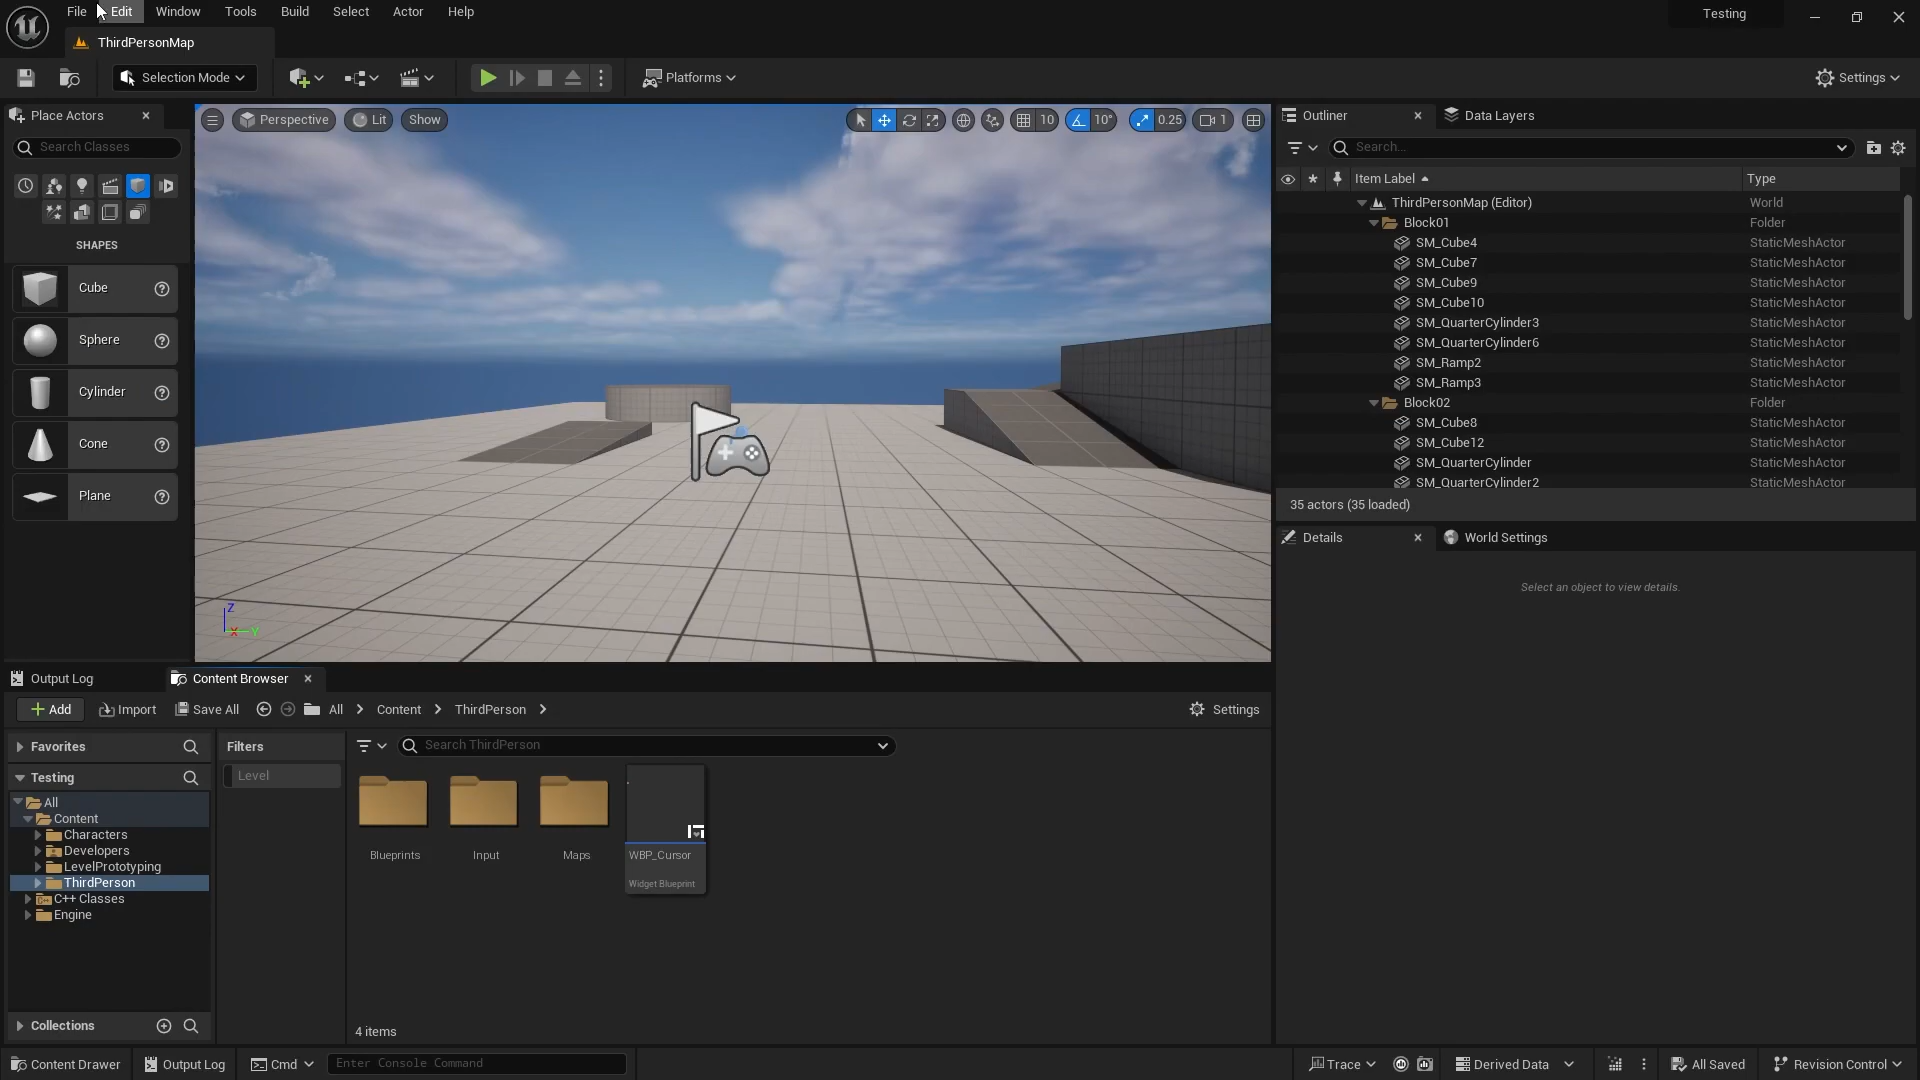 File Edit Window Tools Build Select Actor Help
Testing
ThirdPersonMap
Selection Mode
Platforms
Settings
Place Actors
Search Classes
SHAPES
Cube
Sphere
Cylinder
Cone
Plane
Perspective Lit Show
10 10° 0.25 1
Z
X Y
Outliner Data Layers
Search...
Item Label Type
ThirdPersonMap (Editor) World
Block01 Folder
SM_Cube4 StaticMeshActor
SM_Cube7 StaticMeshActor
SM_Cube9 StaticMeshActor
SM_Cube10 StaticMeshActor
SM_QuarterCylinder3 StaticMeshActor
SM_QuarterCylinder6 StaticMeshActor
SM_Ramp2 StaticMeshActor
SM_Ramp3 StaticMeshActor
Block02 Folder
SM_Cube8 StaticMeshActor
SM_Cube12 StaticMeshActor
SM_QuarterCylinder StaticMeshActor
SM_QuarterCylinder2 StaticMeshActor
35 actors (35 loaded)
Details World Settings
Select an object to view details.
Output Log Content Browser
Add Import Save All All Content ThirdPerson Settings
Favorites
Testing
All
Content
Characters
Developers
LevelPrototyping
ThirdPerson
C++ Classes
Engine
Collections
Filters
Level
Search ThirdPerson
Blueprints Input Maps WBP_Cursor
Widget Blueprint
4 items
Content Drawer Output Log Cmd Enter Console Command Trace Derived Data All Saved Revision Control